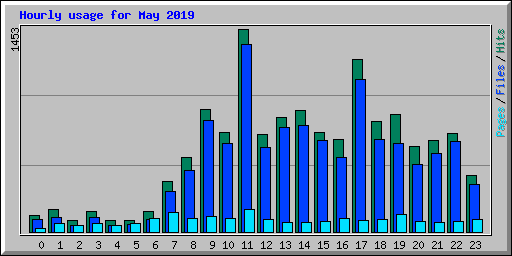 Hourly usage for May 2019
1453
Pages / Files / Hits
0 1 2 3 4 5 6 7 8 9 10 11 12 13 14 15 16 17 18 19 20 21 22 23